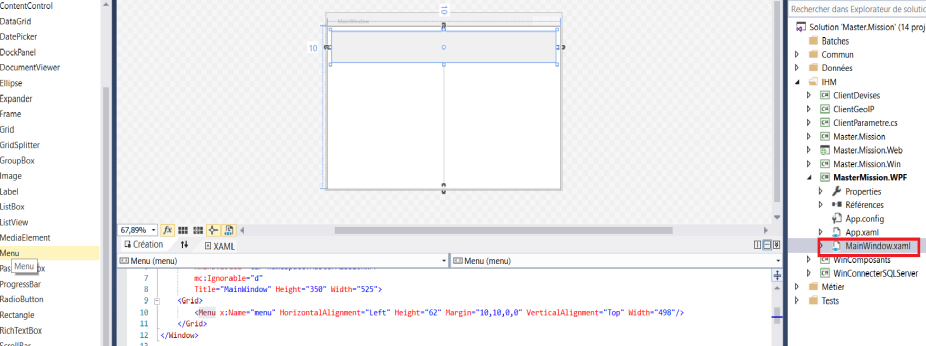 ContentControl
DataGrid
DatePicker
DockPanel
DocumentViewer
Ellipse
Expander
Frame
Grid
GridSplitter
GroupBox
Image
Label
ListBox
ListView
MediaElement
Menu
Menu
ProgressBar
RadioButton
Rectangle
RichTextBox
10
MainWindow
10
67,89%
fx
Création
XAML
Menu (menu)
Menu (menu)
7 mc:Ignorable="d"
8 Title="MainWindow" Height="350" Width="525">
9 <Grid>
10 <Menu x:Name="menu" HorizontalAlignment="Left" Height="62" Margin="10,10,0,0" VerticalAlignment="Top" Width="498"/>
11 </Grid>
12 </Window>
13
Rechercher dans Explorateur de soluti
Solution 'Master.Mission' (14 proj
Batches
Commun
Données
IHM
ClientDevises
ClientGeoIP
ClientParametre.cs
Master.Mission
Master.Mission.Web
Master.Mission.Win
MasterMission.WPF
Properties
Références
App.config
App.xaml
MainWindow.xaml
WinComposants
WinConnecterSQLServer
Métier
Tests